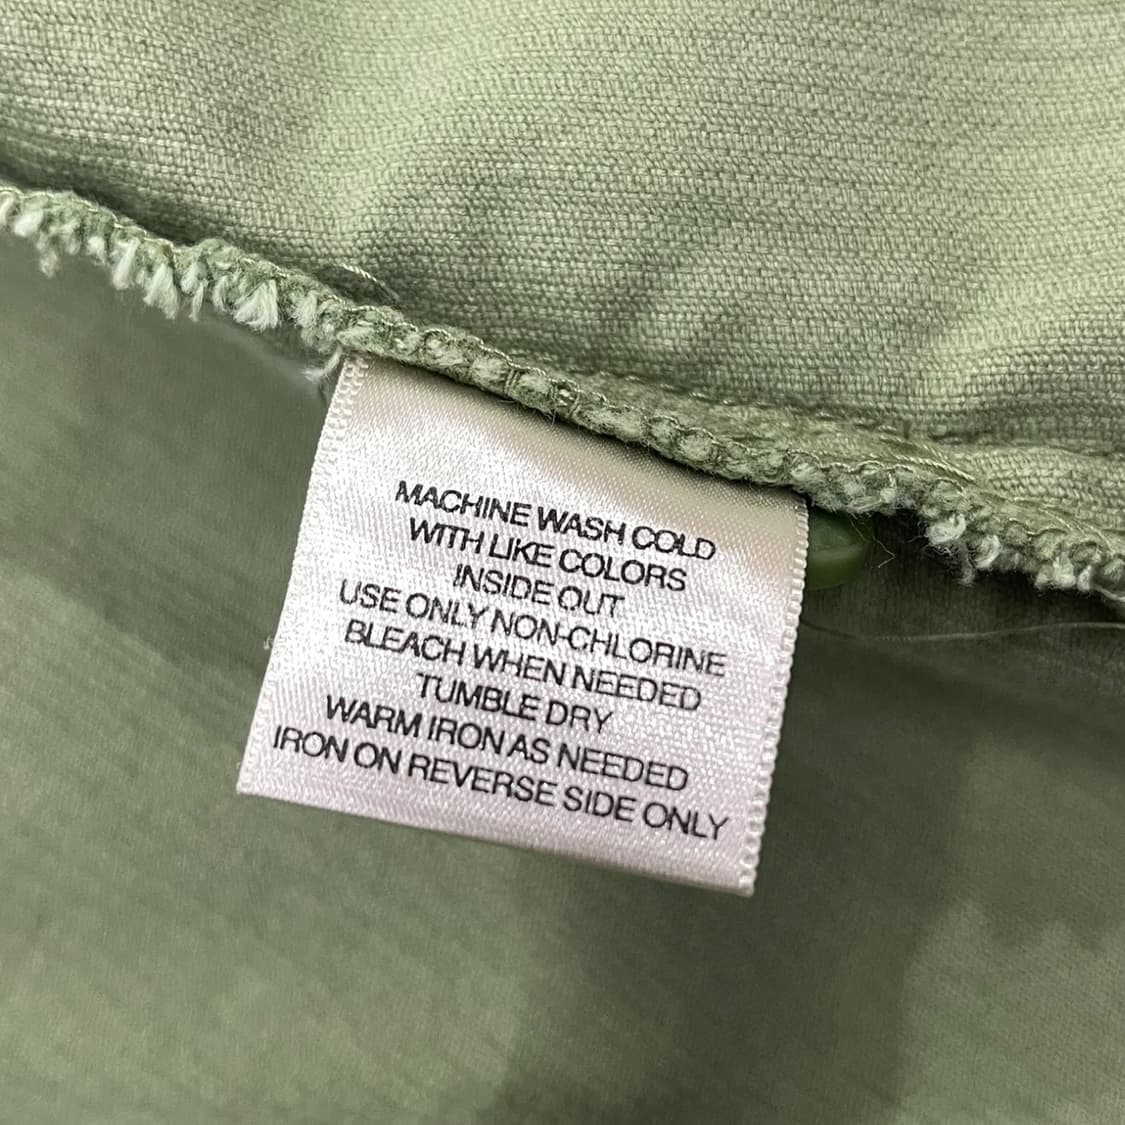 MACHINE WASH COLD
WITH LIKE COLORS
INSIDE OUT
USE ONLY NON-CHLORINE
BLEACH WHEN NEEDED
TUMBLE DRY
WARM IRON AS NEEDED
IRON ON REVERSE SIDE ONLY